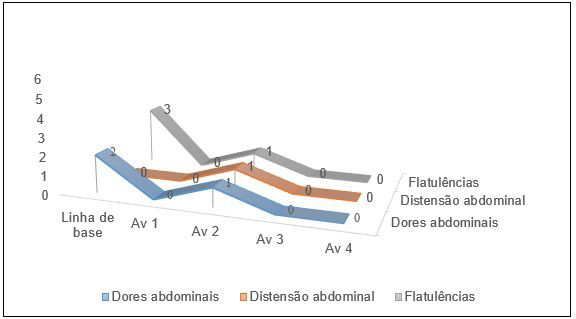 6
5
4
3
2
1
0
3
0
1
0
0
0
0
1
0
0
2
0
1
0
0
Linha de base
Av 1
Av 2
Av 3
Av 4
Flatulências
Distensão abdominal
Dores abdominais
Dores abdominais Distensão abdominal Flatulências